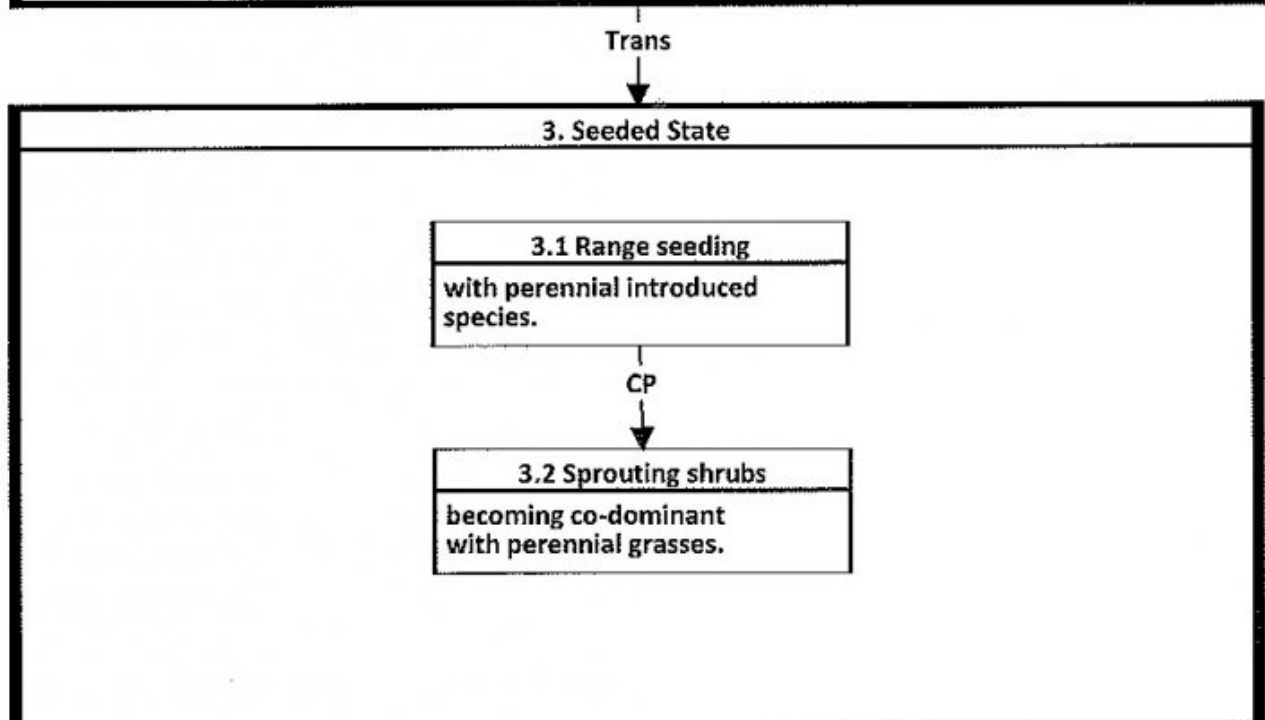 Trans
3. Seeded State
3.1 Range seeding
with perennial introduced
species.
CP
3.2 Sprouting shrubs
becoming co-dominant
with perennial grasses.